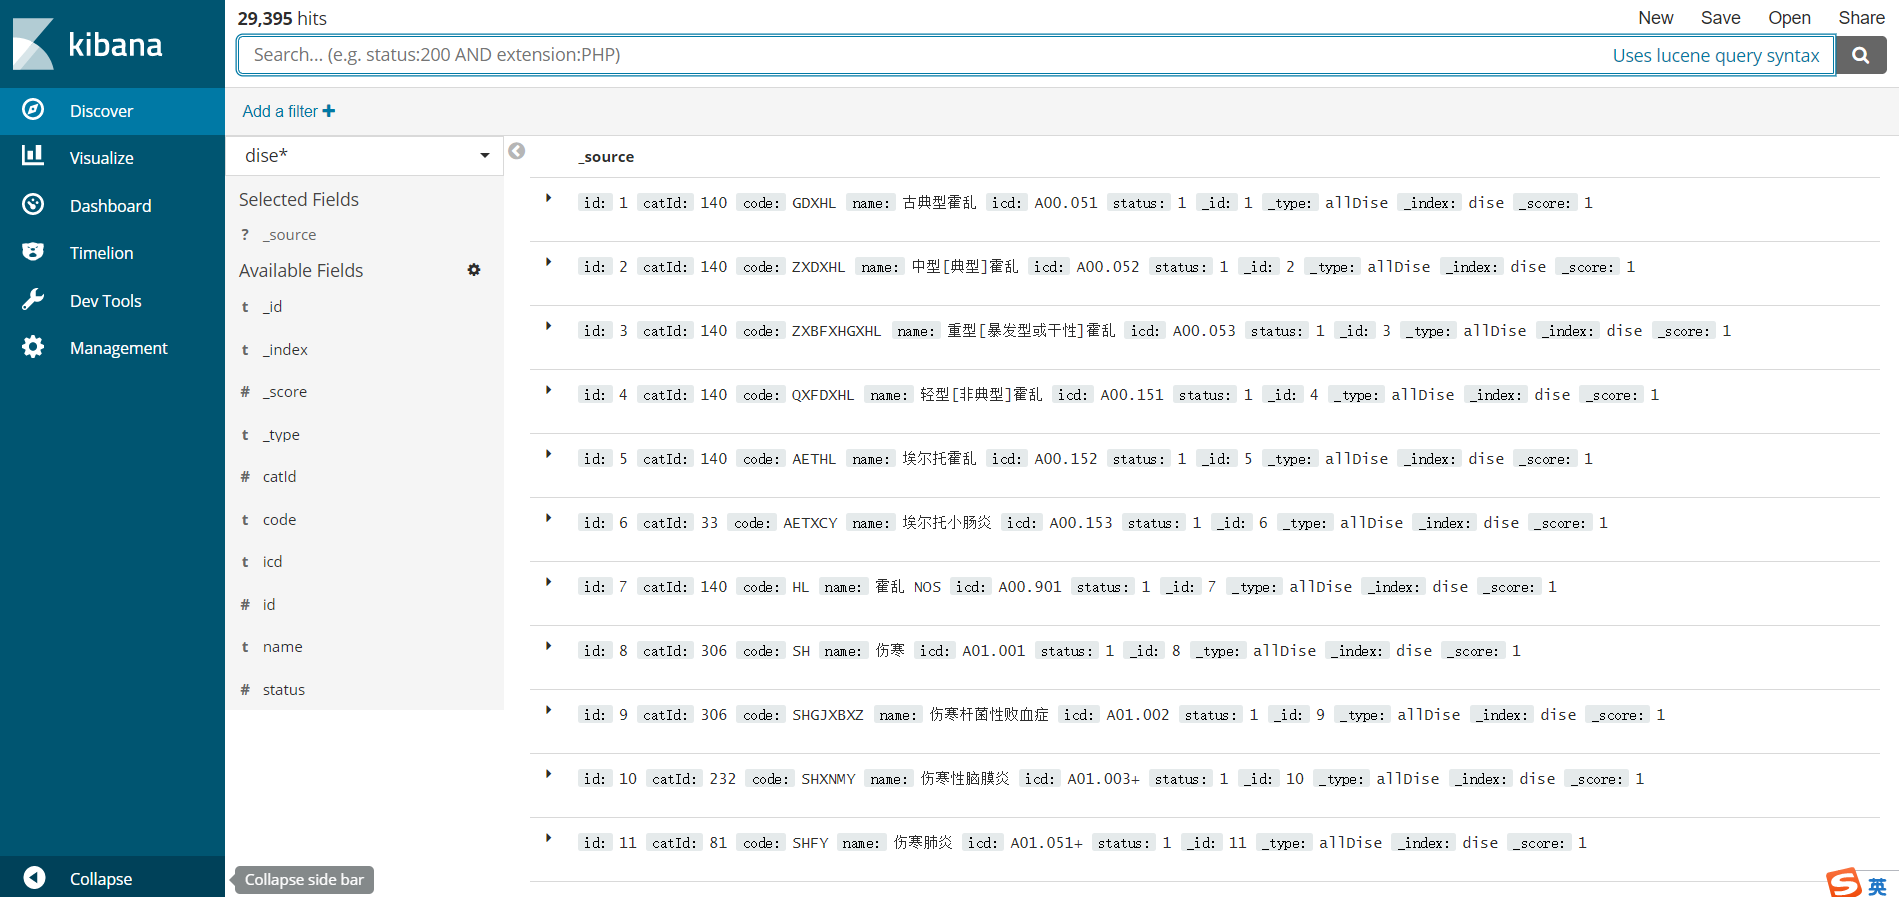 kibana
Discover
Visualize
Dashboard
Timelion
Dev Tools
Management
Collapse
Collapse side bar
29,395 hits
New Save Open Share
Search... (e.g. status:200 AND extension:PHP) Uses lucene query syntax
Add a filter +
dise*
Selected Fields
? _source
Available Fields
t _id
t _index
# _score
t _type
# catId
t code
t icd
# id
t name
# status
_source
id: 1 catId: 140 code: GDXHL name: 古典型霍乱 icd: A00.051 status: 1 _id: 1 _type: allDise _index: dise _score: 1
id: 2 catId: 140 code: ZXDXHL name: 中型[典型]霍乱 icd: A00.052 status: 1 _id: 2 _type: allDise _index: dise _score: 1
id: 3 catId: 140 code: ZXBFXHGXHL name: 重型[暴发型或干性]霍乱 icd: A00.053 status: 1 _id: 3 _type: allDise _index: dise _score: 1
id: 4 catId: 140 code: QXFDXHL name: 轻型[非典型]霍乱 icd: A00.151 status: 1 _id: 4 _type: allDise _index: dise _score: 1
id: 5 catId: 140 code: AETHL name: 埃尔托霍乱 icd: A00.152 status: 1 _id: 5 _type: allDise _index: dise _score: 1
id: 6 catId: 33 code: AETXCY name: 埃尔托小肠炎 icd: A00.153 status: 1 _id: 6 _type: allDise _index: dise _score: 1
id: 7 catId: 140 code: HL name: 霍乱 NOS icd: A00.901 status: 1 _id: 7 _type: allDise _index: dise _score: 1
id: 8 catId: 306 code: SH name: 伤寒 icd: A01.001 status: 1 _id: 8 _type: allDise _index: dise _score: 1
id: 9 catId: 306 code: SHGJXBXZ name: 伤寒杆菌性败血症 icd: A01.002 status: 1 _id: 9 _type: allDise _index: dise _score: 1
id: 10 catId: 232 code: SHXNMY name: 伤寒性脑膜炎 icd: A01.003+ status: 1 _id: 10 _type: allDise _index: dise _score: 1
id: 11 catId: 81 code: SHFY name: 伤寒肺炎 icd: A01.051+ status: 1 _id: 11 _type: allDise _index: dise _score: 1
英